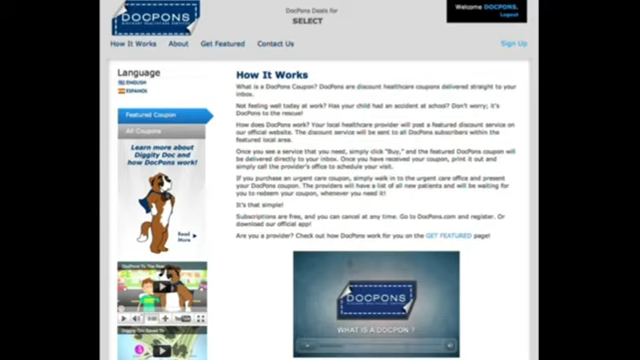 DOCPONS
DISCOUNT HEALTHCARE SERVICES
DocPons Deals for
SELECT
Welcome DOCPONS,
Logout
How It Works
About
Get Featured
Contact Us
Sign Up
Language
ENGLISH
ESPAÑOL
Featured Coupon
All Coupons
Learn more about
Diggity Doc and
how DocPons work!
Read
More
DocPons To The
How It Works
What is a DocPons Coupon? DocPons are discount healthcare coupons delivered straight to your
inbox.
Not feeling well today at work? Has your child had an accident at school? Don't worry; it's
DocPons to the rescue!
How does DocPons work? Your local healthcare provider will post a featured discount service on
our official website. The discount service will be sent to all DocPons subscribers within the
featured local area.
Once you see a service that you need, simply click "Buy," and the featured DocPons coupon will
be delivered directly to your inbox. Once you have received your coupon, print it out and
simply call the provider's office to schedule your visit.
If you purchase an urgent care coupon, simply walk in to the urgent care office and present
your DocPons coupon. The providers will have a list of all new patients and will be waiting for
you to redeem your coupon, whenever you need it!
It's that simple!
Subscriptions are free, and you can cancel at any time. Go to DocPons.com and register. Or
download our official app!
Are you a provider? Check out how DocPons work for you on the GET FEATURED page!
DOCPONS
WHAT IS A DOCPON ?